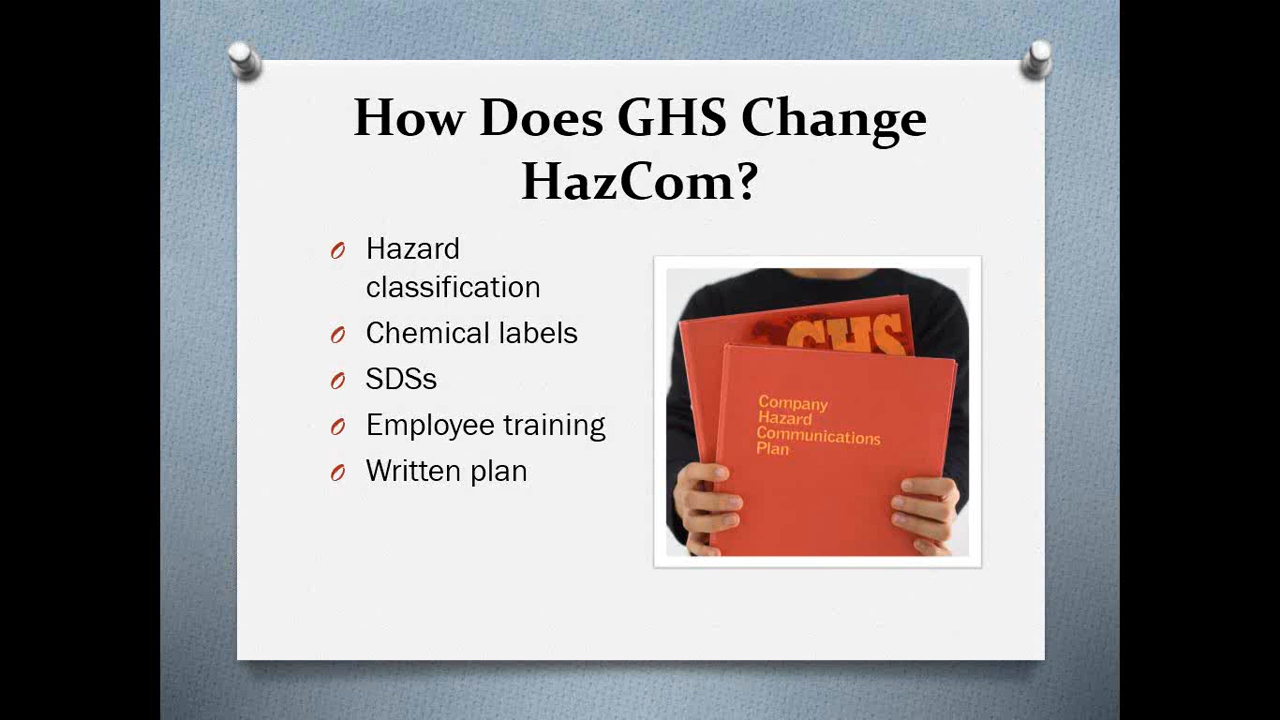 How Does GHS Change
HazCom?
Hazard
classification
Chemical labels
SDSs
Employee training
Written plan
GHS
Company
Hazard
Communications
Plan